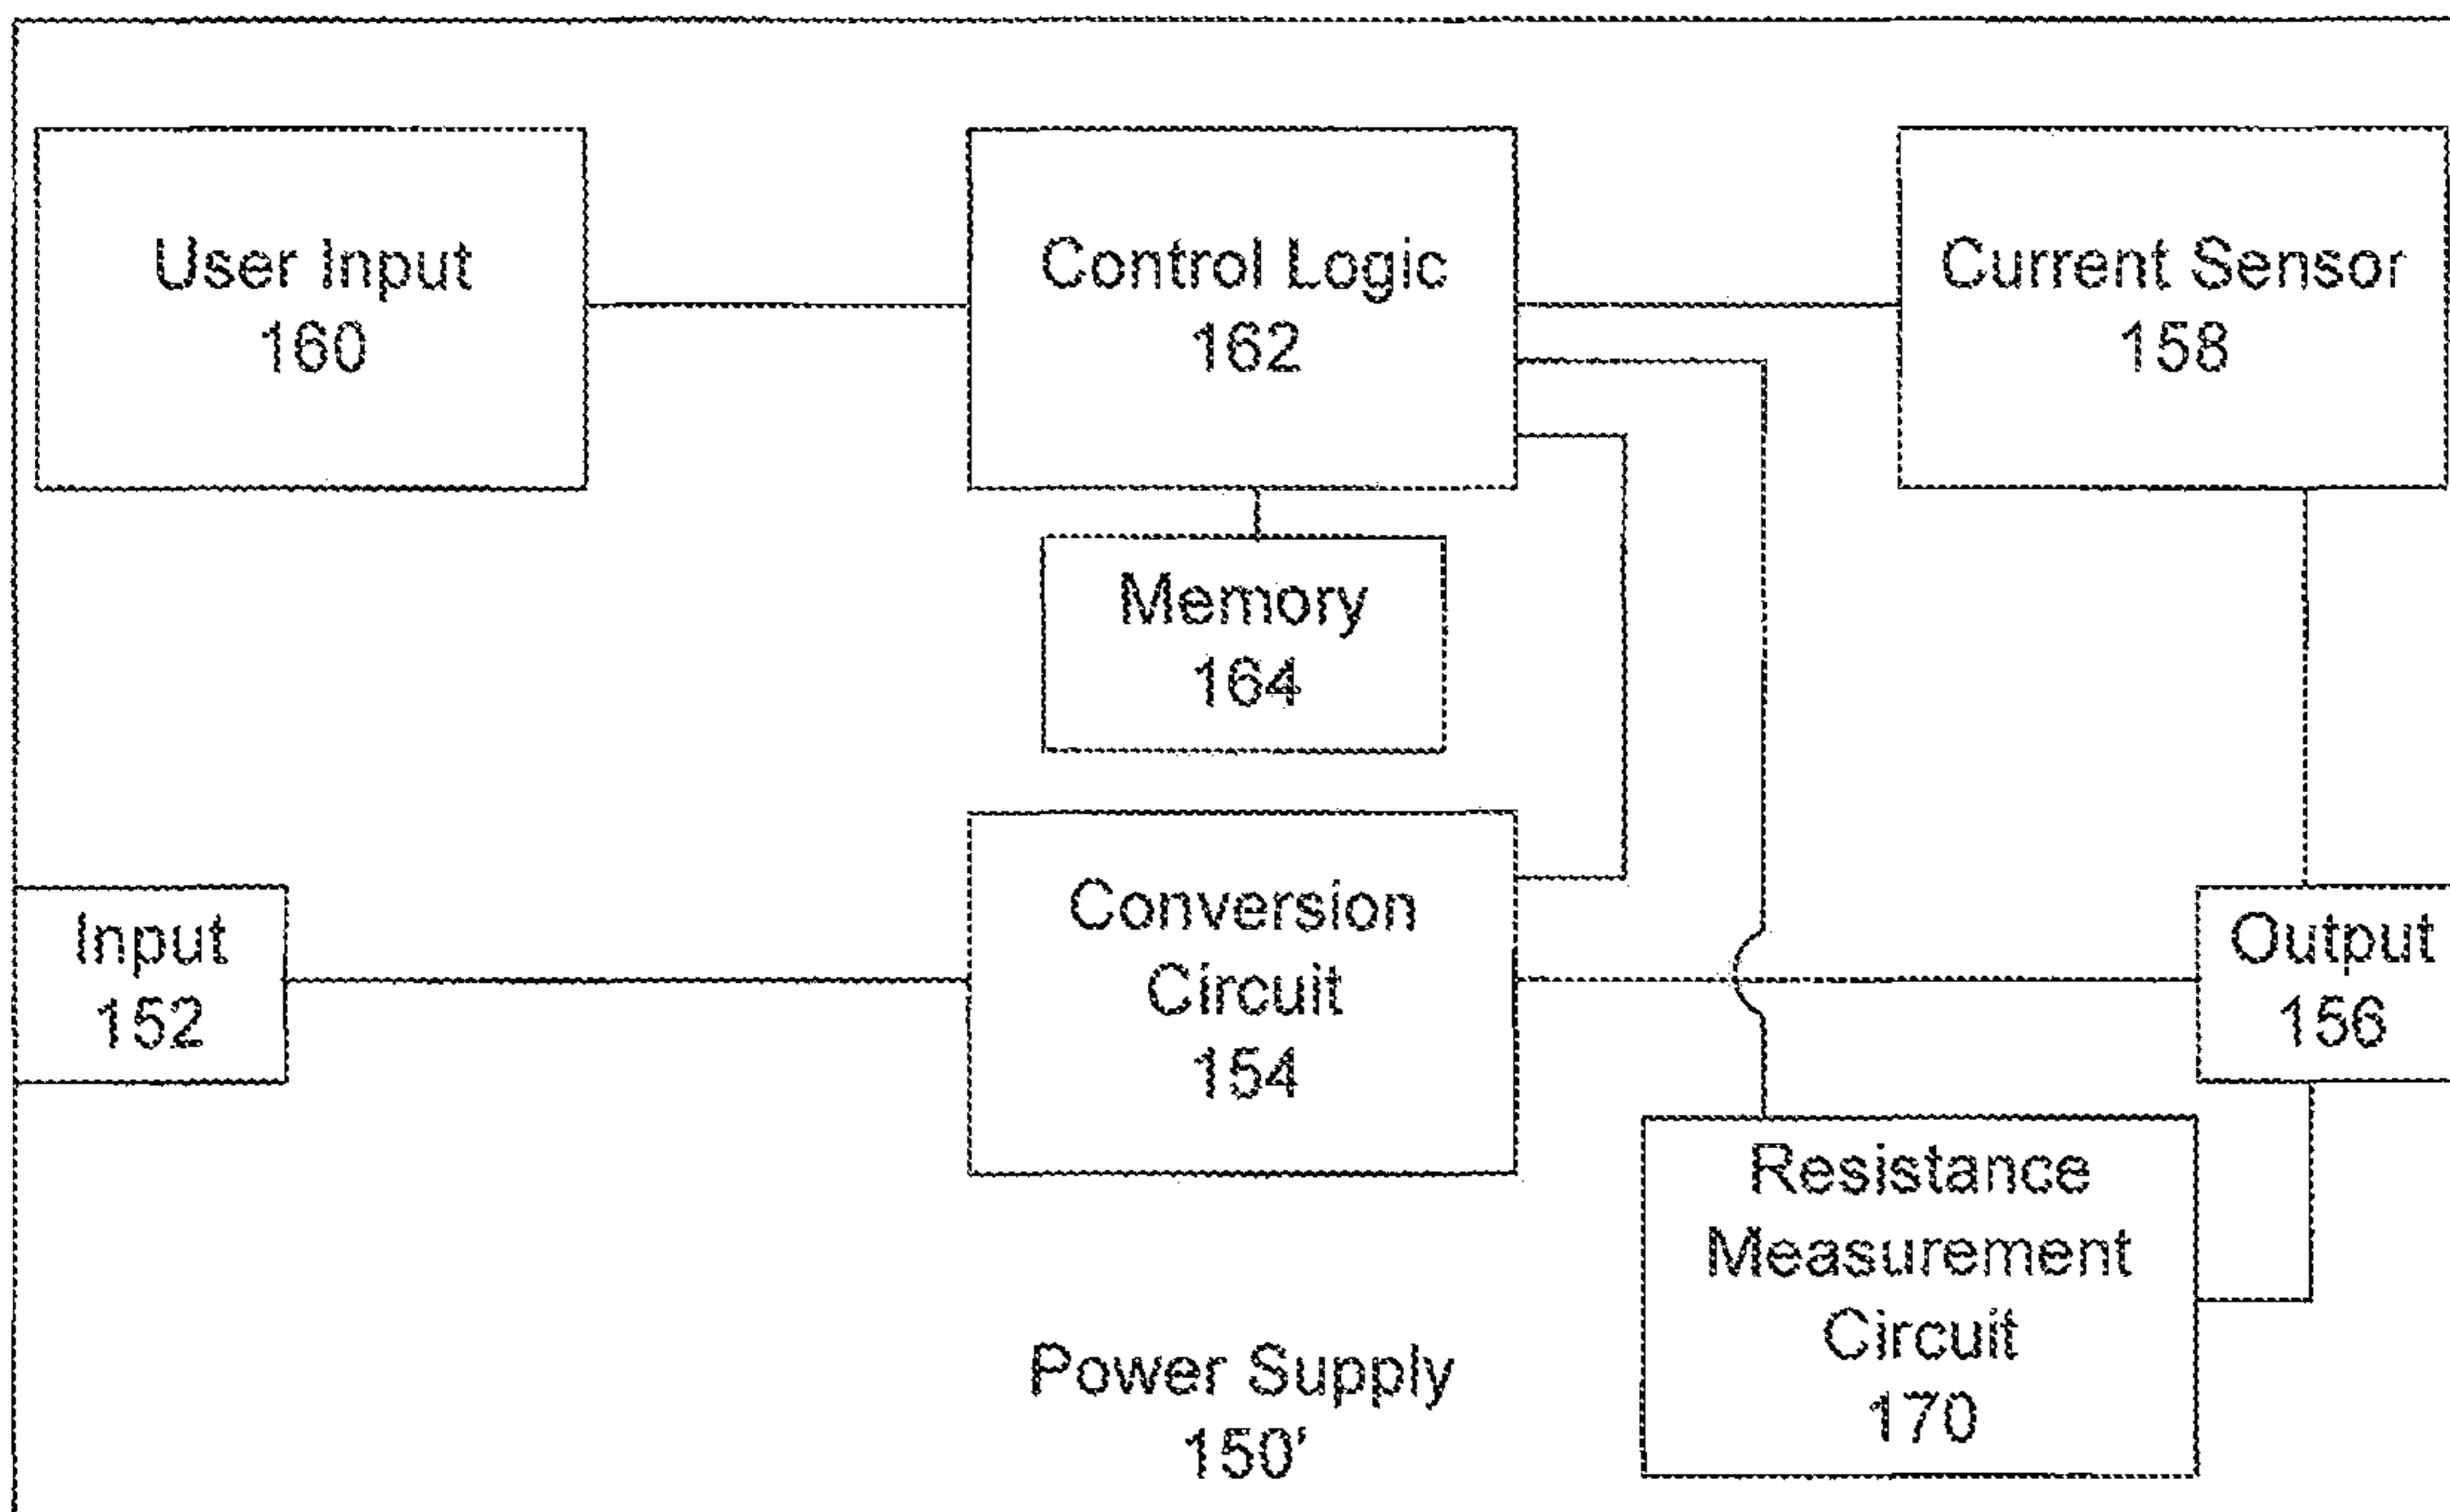 User Input
160
Control Logic
162
Current Sensor
158
Memory
164
Input
152
Conversion
Circuit
154
Output
156
Resistance
Measurement
Circuit
170
Power Supply
150'